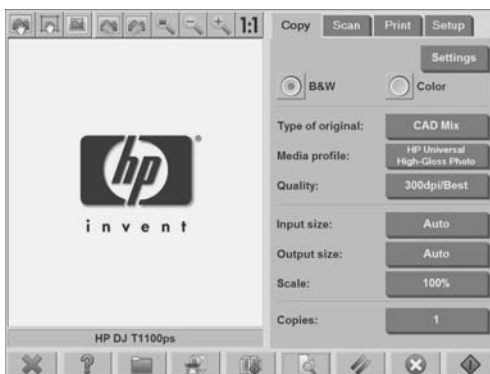 1:1
Copy Scan Print Setup
Settings
B&W Color
Type of original: CAD Mix
Media profile: HP Universal
High-Gloss Photo
Quality: 300dpi/Best
Input size: Auto
Output size: Auto
Scale: 100%
Copies: 1
hp
invent
HP DJ T1100ps